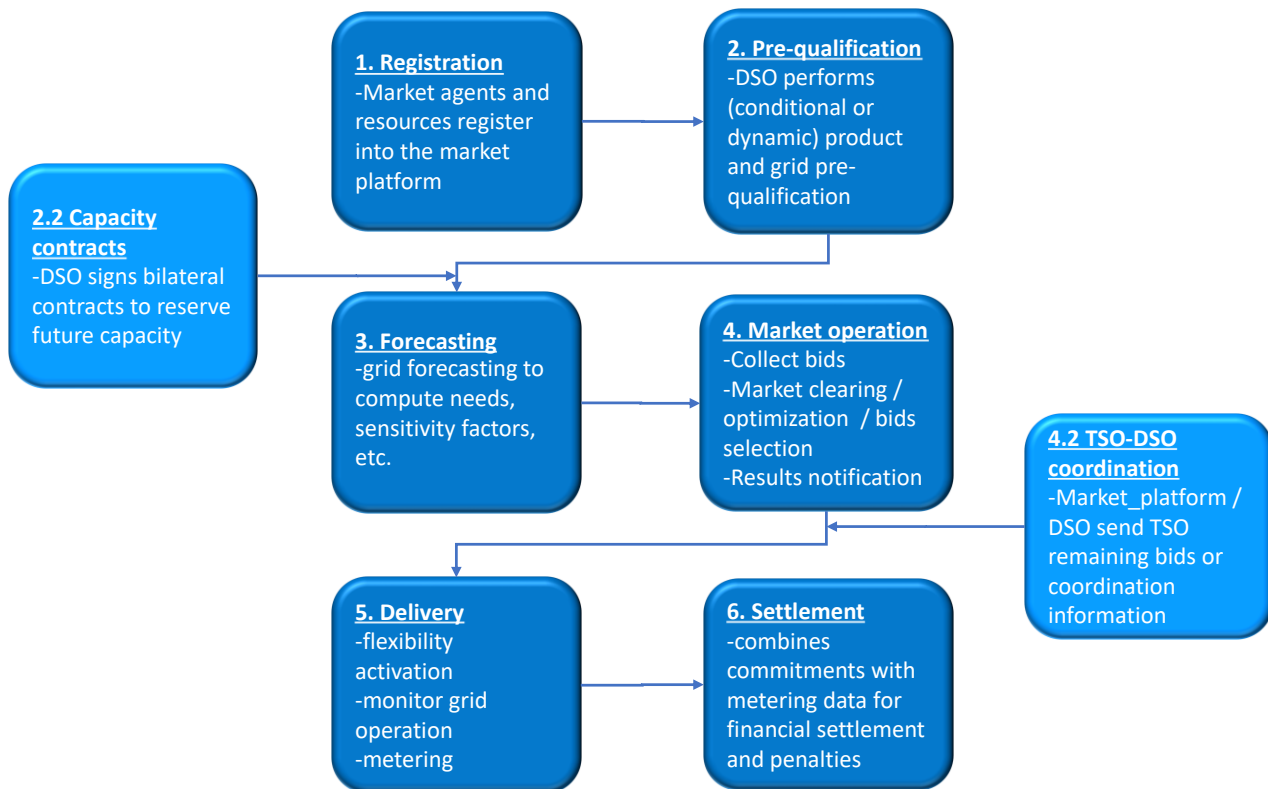 1. Registration
-Market agents and
resources register
into the market
platform
2. Pre-qualification
-DSO performs
(conditional or
dynamic) product
and grid pre-
qualification
2.2 Capacity
contracts
-DSO signs bilateral
contracts to reserve
future capacity
3. Forecasting
-grid forecasting to
compute needs,
sensitivity factors,
etc.
4. Market operation
-Collect bids
-Market clearing /
optimization / bids
selection
-Results notification
4.2 TSO-DSO
coordination
-Market_platform /
DSO send TSO
remaining bids or
coordination
information
5. Delivery
-flexibility
activation
-monitor grid
operation
-metering
6. Settlement
-combines
commitments with
metering data for
financial settlement
and penalties